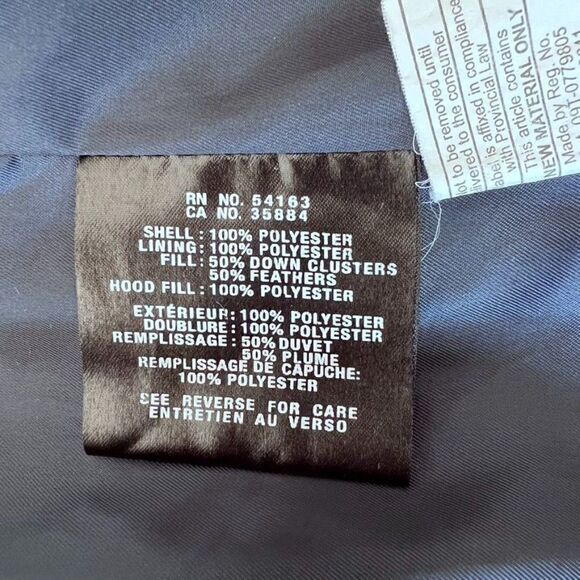 RN NO. 54163
CA NO. 35884
SHELL : 100% POLYESTER
LINING : 100% POLYESTER
FILL : 50% DOWN CLUSTERS
50% FEATHERS
HOOD FILL : 100% POLYESTER
EXTÉRIEUR : 100% POLYESTER
DOUBLURE : 100% POLYESTER
REMPLISSAGE : 50% DUVET
50% PLUME
REMPLISSAGE DE CAPUCHE:
100% POLYESTER
SEE REVERSE FOR CARE
ENTRETIEN AU VERSO
to be removed until
to the consumer
is affixed in compliance
with Provincial Law
This article contains
NEW MATERIAL ONLY
Made by Reg. No.